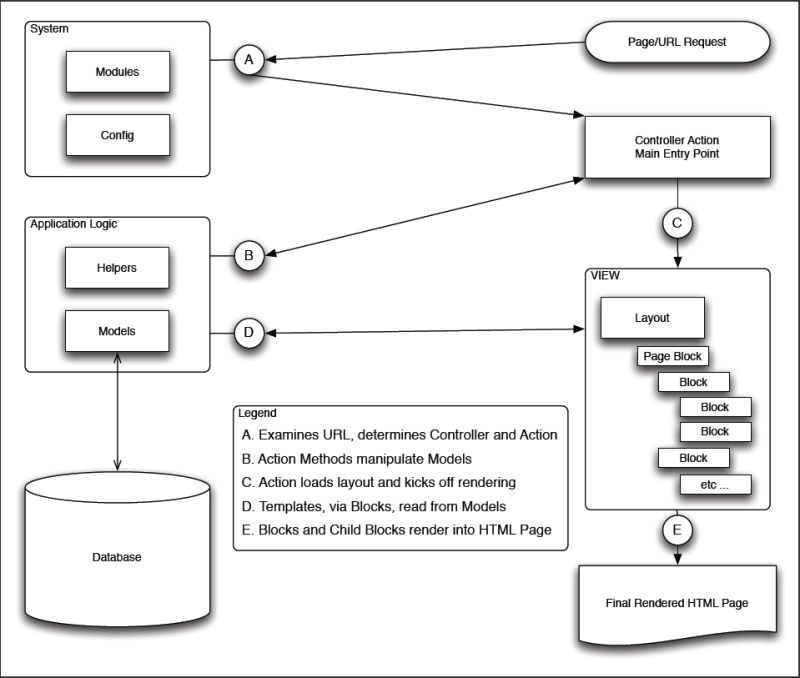 System
Modules
Config
A
Page/URL Request
Controller Action
Main Entry Point
Application Logic
Helpers
Models
B
C
D
VIEW
Layout
Page Block
Block
Block
Block
Block
etc ...
Legend
A. Examines URL, determines Controller and Action
B. Action Methods manipulate Models
C. Action loads layout and kicks off rendering
D. Templates, via Blocks, read from Models
E. Blocks and Child Blocks render into HTML Page
Database
E
Final Rendered HTML Page